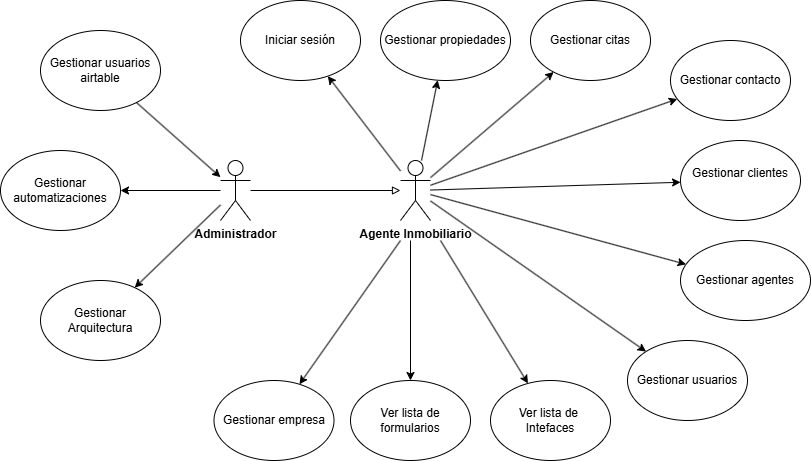 Iniciar sesión
Gestionar propiedades
Gestionar citas
Gestionar usuarios
airtable
Gestionar contacto
Gestionar clientes
Gestionar
automatizaciones
Administrador
Agente Inmobiliario
Gestionar agentes
Gestionar
Arquitectura
Gestionar usuarios
Gestionar empresa
Ver lista de
formularios
Ver lista de
Intefaces